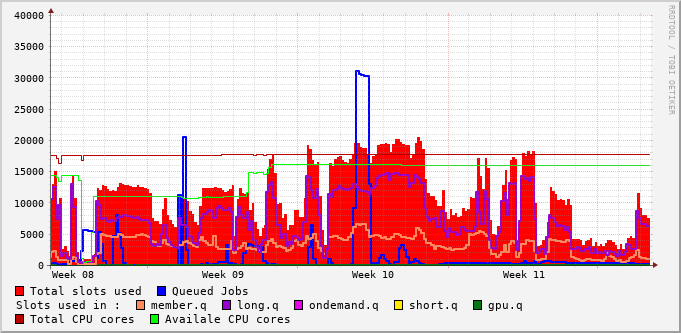 40000
35000
30000
25000
20000
15000
10000
5000
0
Week 08 Week 09 Week 10 Week 11
Total slots used Queued Jobs
Slots used in : member.q long.q ondemand.q short.q gpu.q
Total CPU cores Availale CPU cores
RRDTOOL / TOBI OETIKER